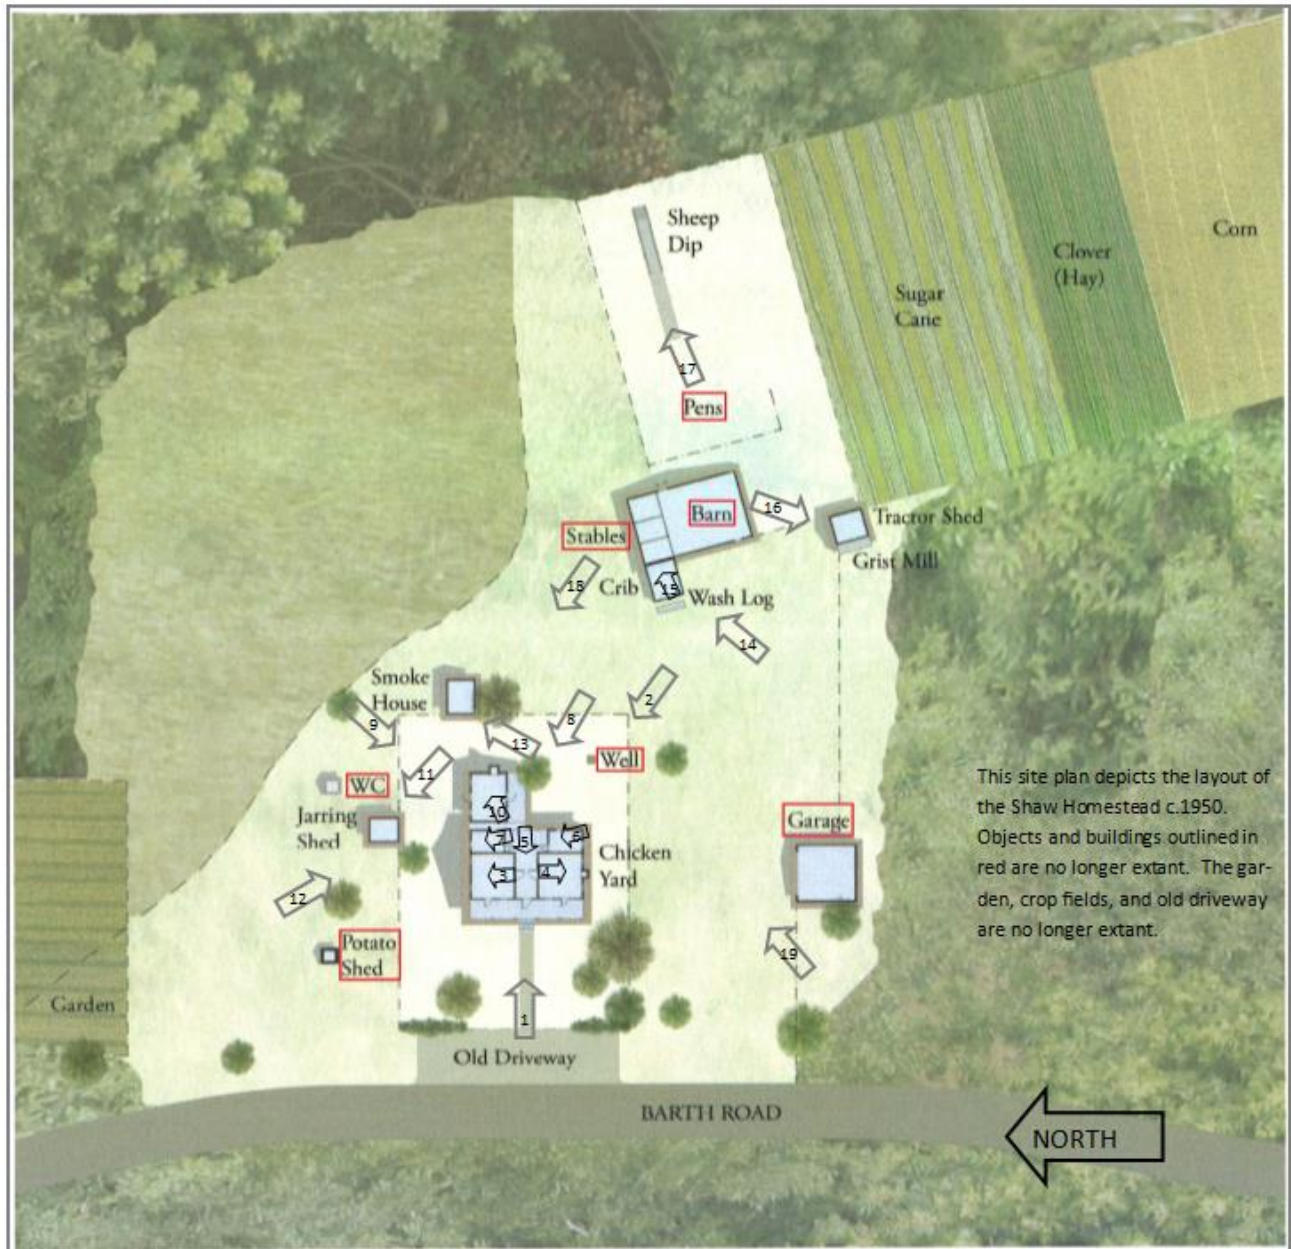 Sheep
Dip
Corn
Clover
(Hay)
Sugar
Cane
17
Pens
Barn
16
Tractor Shed
Stables
Grist Mill
18
Crib
15
Wash Log
14
Smoke
House
2
9
8
13
Well
11
WC
This site plan depicts the layout of
the Shaw Homestead c.1950.
Objects and buildings outlined in
red are no longer extant. The gar-
den, crop fields, and old driveway
are no longer extant.
10
Jarring
Shed
Garage
7
5
6
Chicken
Yard
3
4
12
Potato
Shed
19
Garden
1
Old Driveway
BARTH ROAD
NORTH